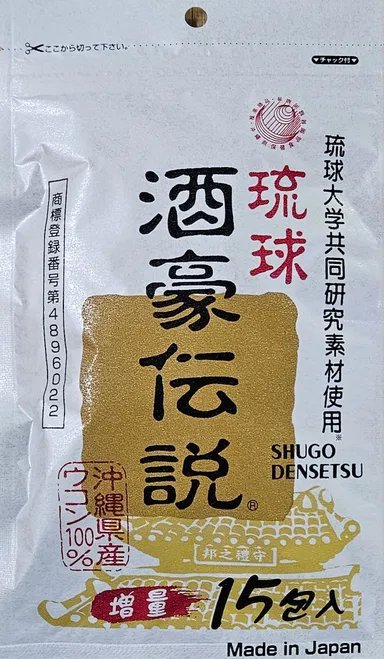 ここから切って下さい。
▼チャック付▼
琉球大学共同研究素材使用※
琉球
酒豪伝説®
SHUGO
DENSETSU
商標登録番号第4896022
沖縄県産
ウコン100%
守禮之邦
増量
15包入
Made in Japan